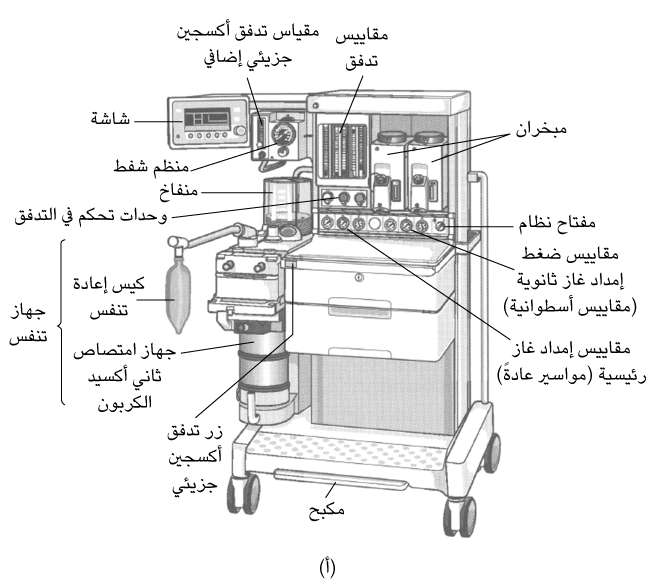 مقياس تدفق أكسجين
جزيئي إضافي
مقاييس
تدفق
شاشة
مبخران
منظم شفط
منفاخ
وحدات تحكم في التدفق
مفتاح نظام
مقاييس ضغط
إمداد غاز ثانوية
(مقاييس أسطوانية)
كيس إعادة
تنفس
جهاز
تنفس
جهاز امتصاص
ثاني أكسيد
الكربون
مقاييس إمداد غاز
رئيسية (مواسير عادةً)
زر تدفق
أكسجين
جزيئي
مكبح
(أ)